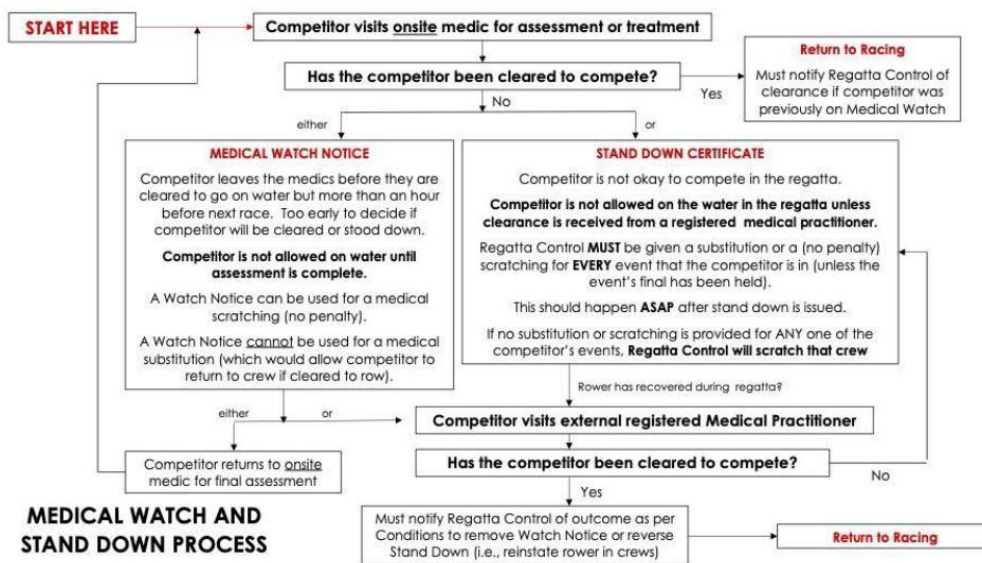 START HERE
Competitor visits onsite medic for assessment or treatment
Has the competitor been cleared to compete?
Yes
Return to Racing
Must notify Regatta Control of
clearance if competitor was
previously on Medical Watch
No
either
or
MEDICAL WATCH NOTICE
Competitor leaves the medics before they are
cleared to go on water but more than an hour
before next race. Too early to decide if
competitor will be cleared or stood down.
Competitor is not allowed on water until
assessment is complete.
A Watch Notice can be used for a medical
scratching (no penalty).
A Watch Notice cannot be used for a medical
substitution (which would allow competitor to
return to crew if cleared to row).
STAND DOWN CERTIFICATE
Competitor is not okay to compete in the regatta.
Competitor is not allowed on the water in the regatta unless
clearance is received from a registered medical practitioner.
Regatta Control MUST be given a substitution or a (no penalty)
scratching for EVERY event that the competitor is in (unless the
event's final has been held).
This should happen ASAP after stand down is issued.
If no substitution or scratching is provided for ANY one of the
competitor's events, Regatta Control will scratch that crew
Rower has recovered during regatta?
either
or
Competitor visits external registered Medical Practitioner
Competitor returns to onsite
medic for final assessment
Has the competitor been cleared to compete?
No
Yes
MEDICAL WATCH AND
STAND DOWN PROCESS
Must notify Regatta Control of outcome as per
Conditions to remove Watch Notice or reverse
Stand Down (i.e., reinstate rower in crews)
Return to Racing